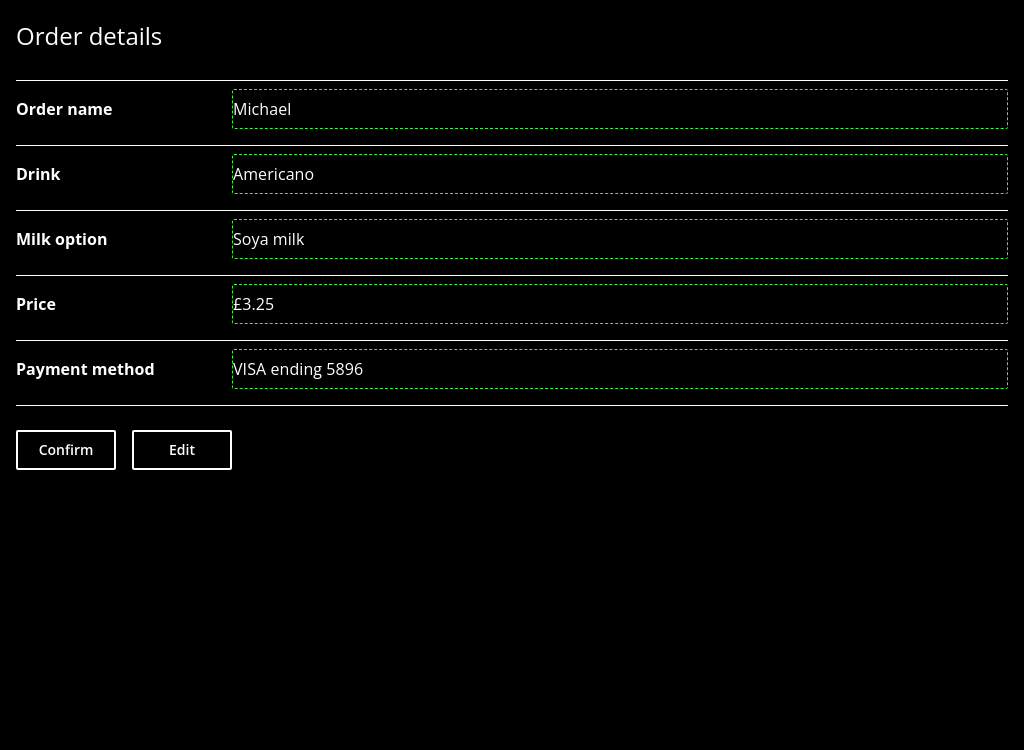 Order details
Order name Michael
Drink Americano
Milk option Soya milk
Price £3.25
Payment method VISA ending 5896
Confirm Edit